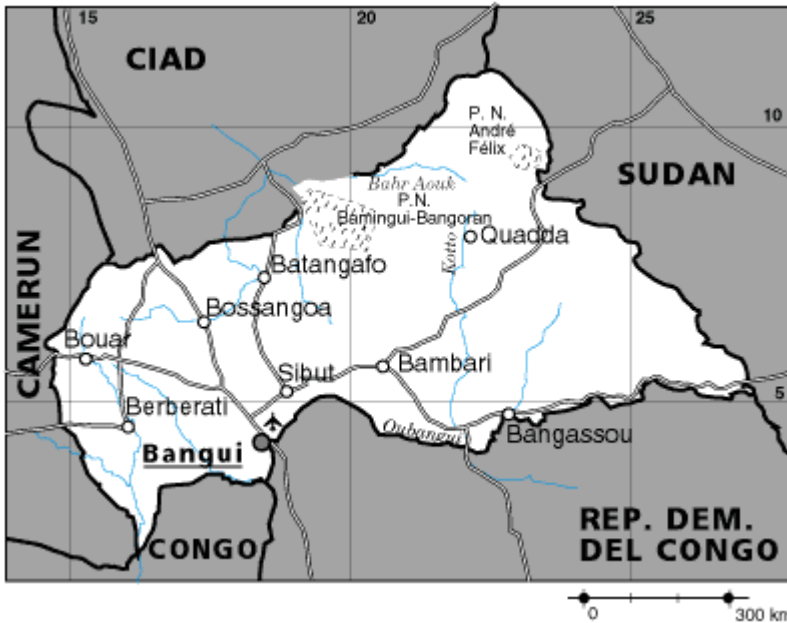 15
20
25
CIAD
P. N.
André
Félix
10
SUDAN
Bahr Aouk
P.N.
Bamingui-Bangoran
Kotto
Quadda
CAMERUN
Batangafo
Bossangoa
Bouar
Sibut
Bambari
Berberati
5
Bangui
Oubangui
Bangassou
CONGO
REP. DEM.
DEL CONGO
0
300 km